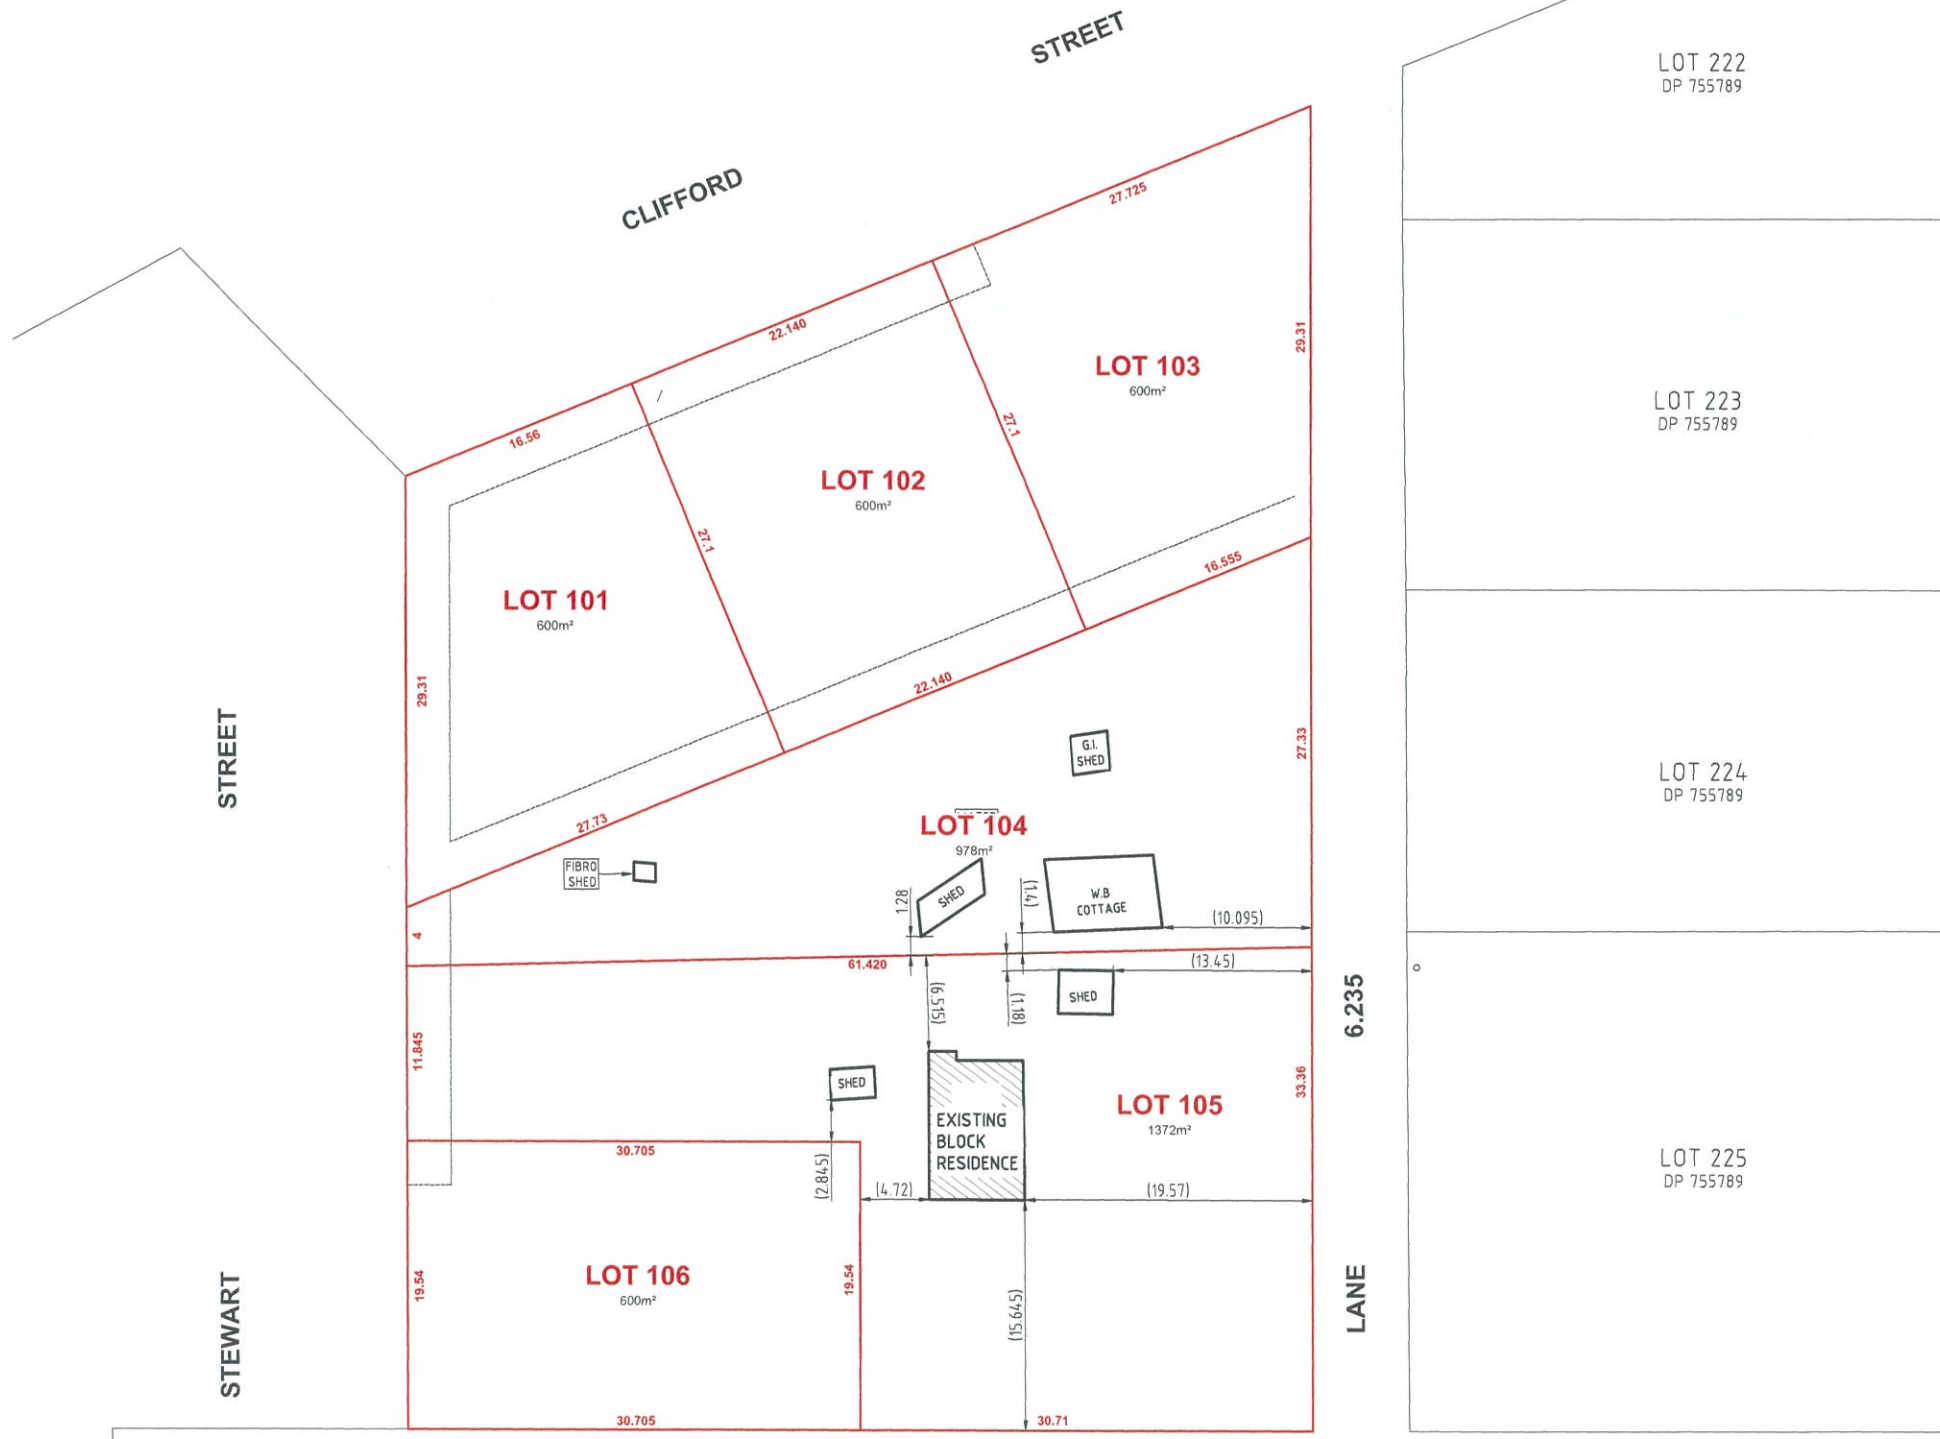 STREET
CLIFFORD
LOT 222
DP 755789
27.725
22.140
16.56
29.31
LOT 103
600m²
27.1
LOT 223
DP 755789
LOT 102
600m²
27.1
16.555
LOT 101
600m²
29.31
22.140
STREET
27.33
G.I.
SHED
LOT 224
DP 755789
27.73
LOT 104
978m²
FIBRO
SHED
SHED
1.28
(1.4)
W.B
COTTAGE
(10.095)
4
61.420
(13.45)
(6.515)
(1.18)
SHED
6.235
11.845
SHED
33.36
LOT 105
1372m²
EXISTING
BLOCK
RESIDENCE
30.705
(2.845)
(4.72)
(19.57)
LOT 225
DP 755789
LOT 106
600m²
19.54
19.54
(15.645)
STEWART
LANE
30.705
30.71